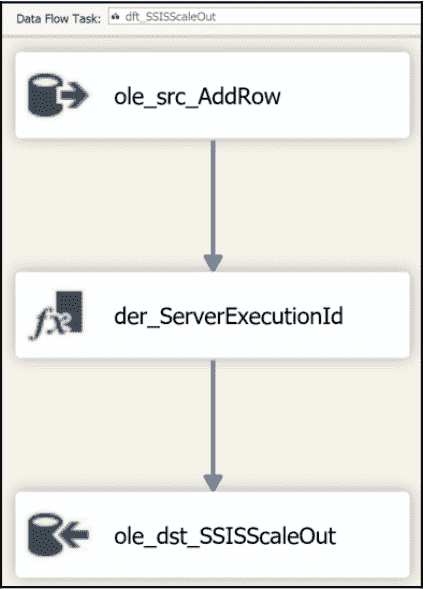 Data Flow Task: dft_SSISScaleOut
ole_src_AddRow
der_ServerExecutionId
ole_dst_SSISScaleOut